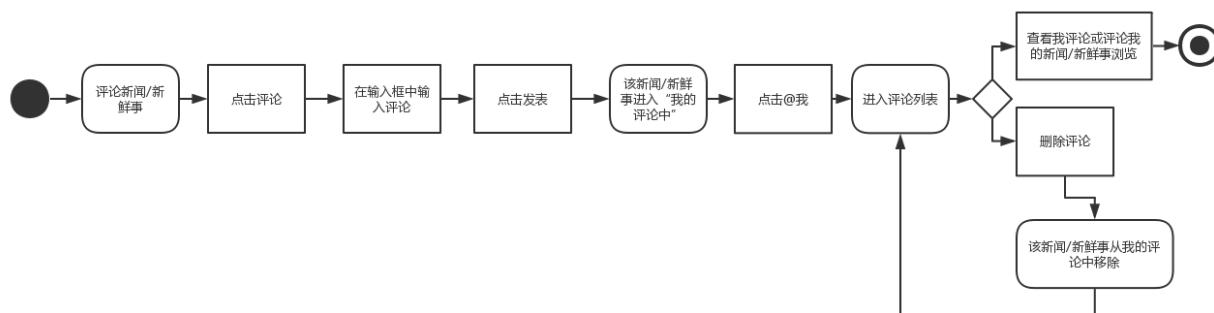 评论新闻/新鲜
事
点击评论
在输入框中输
入评论
点击发表
该新闻/新鲜
事进入“我的
评论中”
点击@我
进入评论列表
查看我评论或评论我
的新闻/新鲜事浏览
删除评论
该新闻/新鲜事从我的评
论中移除